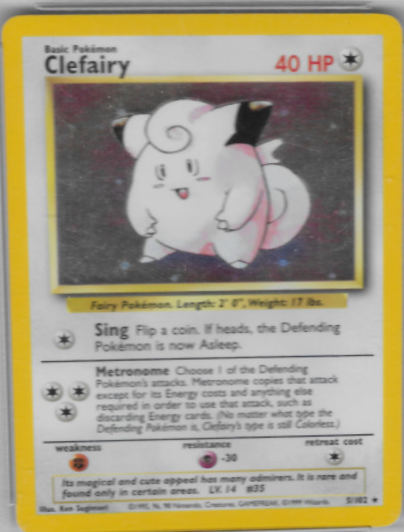 Basic Pokémon
Clefairy 40 HP
Fairy Pokémon. Length: 2' 0", Weight: 17 lbs.
Sing Flip a coin. If heads, the Defending
Pokémon is now Asleep.
Metronome Choose 1 of the Defending
Pokémon's attacks. Metronome copies that attack
except for its Energy costs and anything else
required in order to use that attack, such as
discarding Energy cards. (No matter what type the
Defending Pokémon is, Clefairy's type is still Colorless.)
weakness resistance retreat cost
-30
Its magical and cute appeal has many admirers. It is rare and
found only in certain areas. LV. 14 #35
Illus. Ken Sugimori ©1995, 96, 98 Nintendo, Creatures, GAMEFREAK. ©1999 Wizards. 5/102